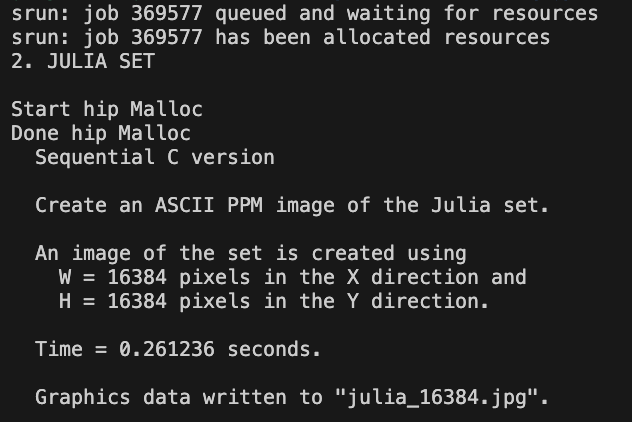 srun: job 369577 queued and waiting for resources
srun: job 369577 has been allocated resources
2. JULIA SET
Start hip Malloc
Done hip Malloc
Sequential C version
Create an ASCII PPM image of the Julia set.
An image of the set is created using
W = 16384 pixels in the X direction and
H = 16384 pixels in the Y direction.
Time = 0.261236 seconds.
Graphics data written to "julia_16384.jpg".